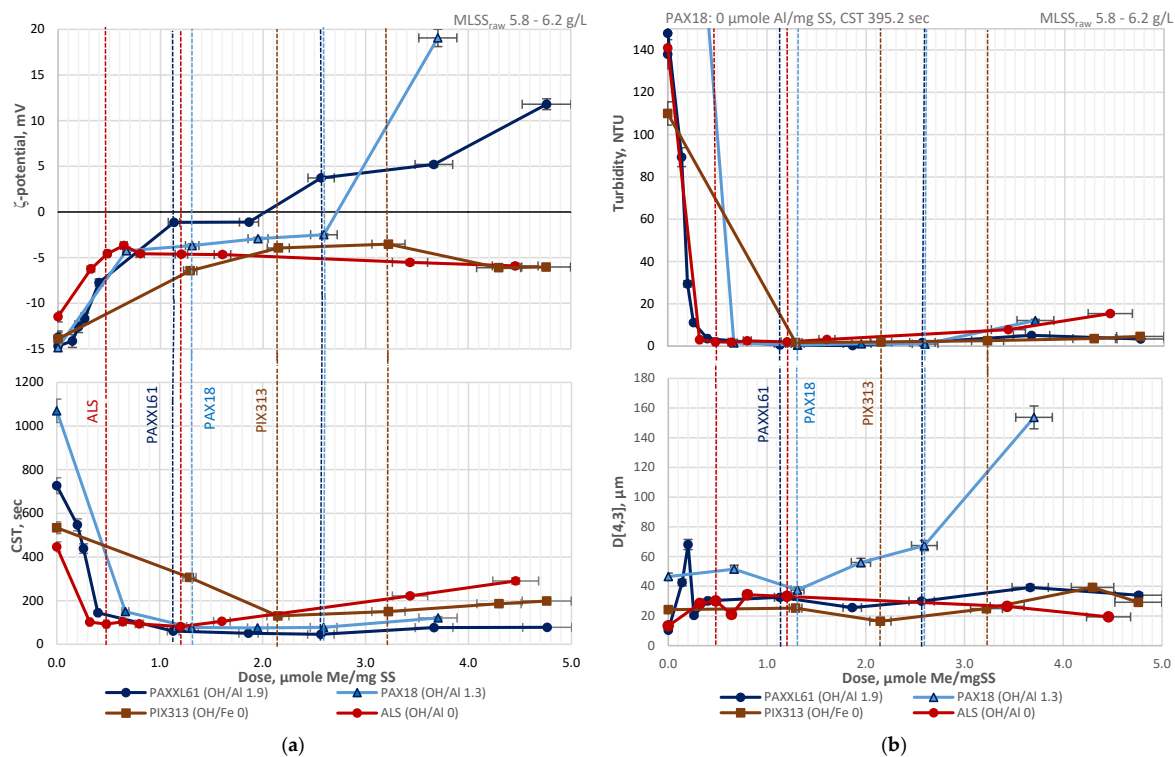 MLSSraw 5.8 - 6.2 g/L
ζ-potential, mV
20
15
10
5
0
-5
-10
-15
CST, sec
1200
1000
800
600
400
200
0
ALS
PAXXL61
PAX18
PIX313
0.0 1.0 2.0 3.0 4.0 5.0
Dose, µmole Me/mg SS
PAXXL61 (OH/Al 1.9) PAX18 (OH/Al 1.3)
PIX313 (OH/Fe 0) ALS (OH/Al 0)
(a)
PAX18: 0 µmole Al/mg SS, CST 395.2 sec MLSSraw 5.8 - 6.2 g/L
Turbidity, NTU
140
120
100
80
60
40
20
0
D[4,3], µm
180
160
140
120
100
80
60
40
20
0
PAXXL61
PAX18
PIX313
0.0 1.0 2.0 3.0 4.0 5.0
Dose, µmole Me/mgSS
PAXXL61 (OH/Al 1.9) PAX18 (OH/Al 1.3)
PIX313 (OH/Fe 0) ALS (OH/Al 0)
(b)